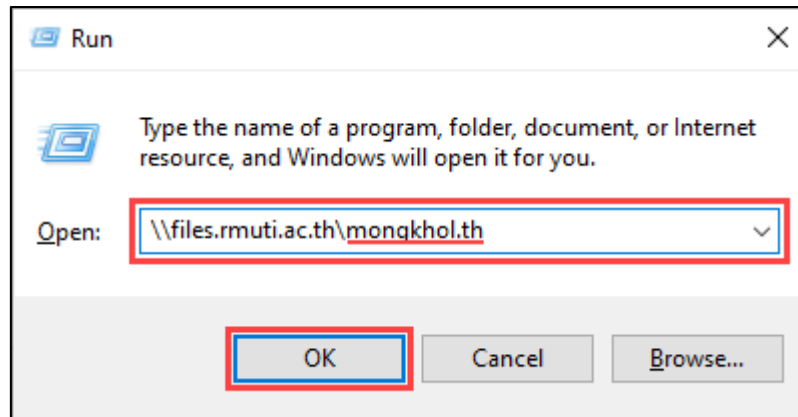 Run
Type the name of a program, folder, document, or Internet
resource, and Windows will open it for you.
Open: \\files.rmuti.ac.th\mongkhol.th
OK Cancel Browse...